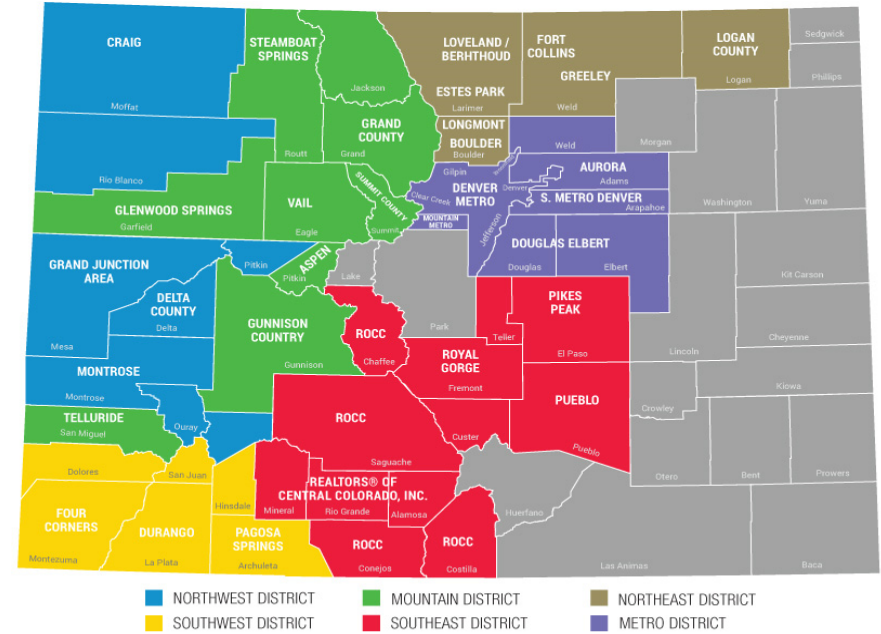 CRAIG
Moffat
STEAMBOAT
SPRINGS
Routt
Jackson
LOVELAND /
BERHTHOUD
ESTES PARK
Larimer
FORT
COLLINS
GREELEY
Weld
LOGAN
COUNTY
Logan
Sedgwick
Phillips
GRAND
COUNTY
Grand
LONGMONT
BOULDER
Boulder
Weld
Morgan
Rio Blanco
Washington
Yuma
GLENWOOD SPRINGS
Garfield
VAIL
Eagle
SUMMIT COUNTY
Summit
Gilpin
Clear Creek
DENVER
METRO
MOUNTAIN
METRO
Jefferson
Denver
AURORA
Adams
S. METRO DENVER
Arapahoe
DOUGLAS ELBERT
Douglas
Elbert
GRAND JUNCTION
AREA
Mesa
Pitkin
ASPEN
Pitkin
Lake
Park
Kit Carson
DELTA
COUNTY
Delta
GUNNISON
COUNTRY
Gunnison
ROCC
Chaffee
Teller
PIKES
PEAK
El Paso
Lincoln
Cheyenne
MONTROSE
Montrose
Ouray
ROYAL
GORGE
Fremont
Kiowa
TELLURIDE
San Miguel
ROCC
Saguache
Custer
PUEBLO
Pueblo
Crowley
Otero
Bent
Prowers
Dolores
San Juan
Hinsdale
Mineral
REALTORS® OF
CENTRAL COLORADO, INC.
Rio Grande
Alamosa
Huerfano
FOUR
CORNERS
Montezuma
DURANGO
La Plata
PAGOSA
SPRINGS
Archuleta
ROCC
Conejos
ROCC
Costilla
Las Animas
Baca
NORTHWEST DISTRICT
MOUNTAIN DISTRICT
NORTHEAST DISTRICT
SOUTHWEST DISTRICT
SOUTHEAST DISTRICT
METRO DISTRICT